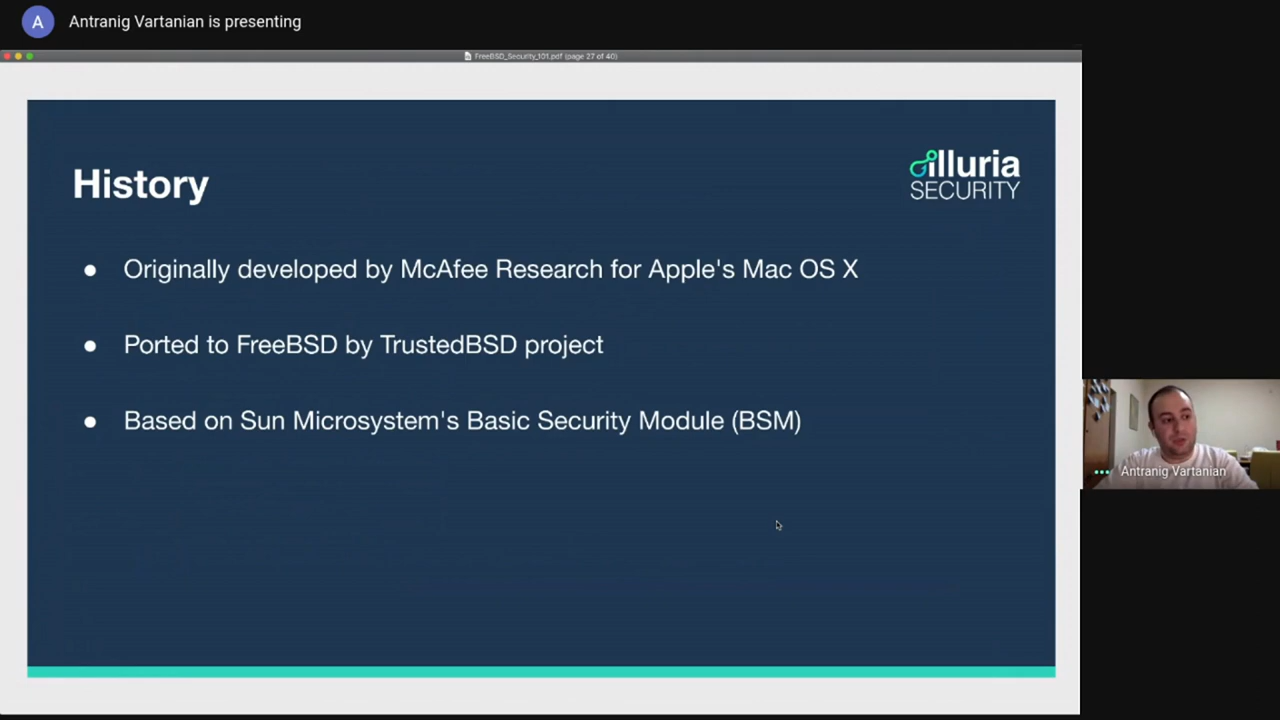 A
Antranig Vartanian is presenting
FreeBSD_Security_101.pdf (page 27 of 40)
History
illuria
SECURITY
● Originally developed by McAfee Research for Apple's Mac OS X
● Ported to FreeBSD by TrustedBSD project
● Based on Sun Microsystem's Basic Security Module (BSM)
Antranig Vartanian